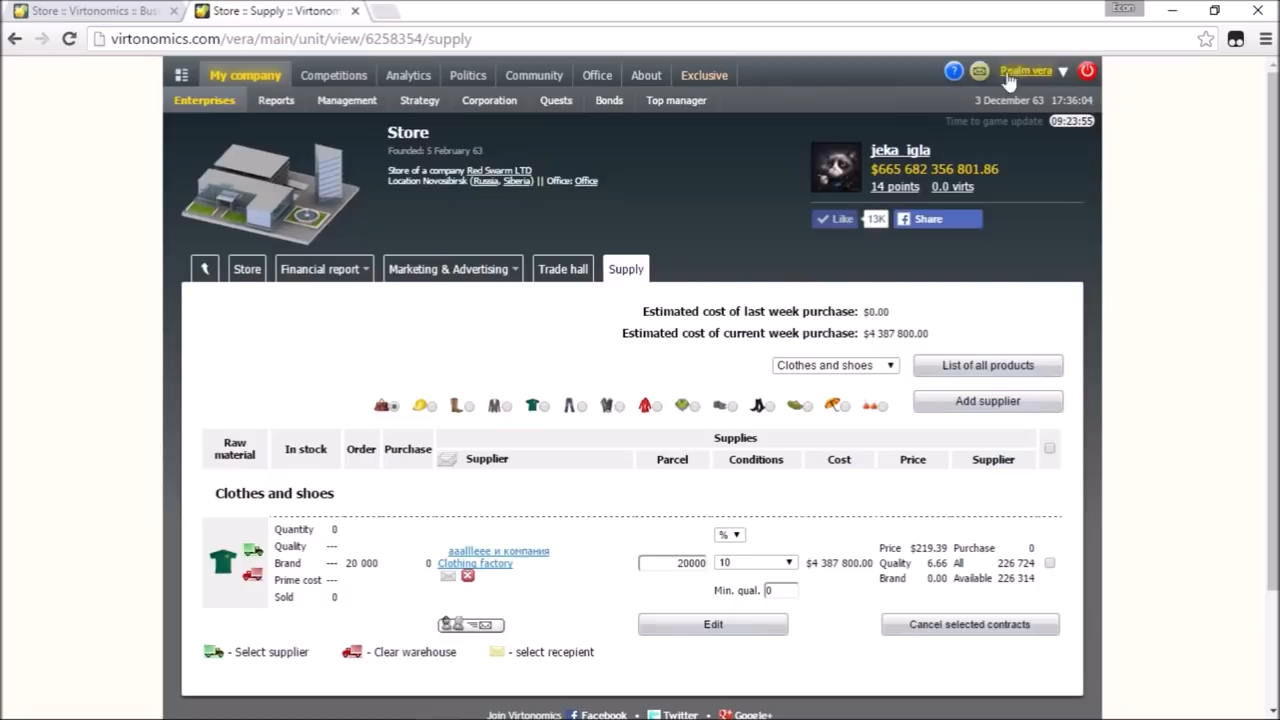 Store :: Virtonomics :: Bus
Store :: Supply :: Virtonom
Econ
virtonomics.com/vera/main/unit/view/6258354/supply
My company Competitions Analytics Politics Community Office About Exclusive
Realm vera
Enterprises Reports Management Strategy Corporation Quests Bonds Top manager
3 December 63 17:36:04
Time to game update 09:23:55
Store
Founded: 5 February 63
Store of a company Red Swarm LTD
Location Novosibirsk (Russia, Siberia) || Office: Office
jeka_igla
$665 682 356 801.86
14 points 0.0 virts
Like 13K Share
Store Financial report Marketing & Advertising Trade hall Supply
Estimated cost of last week purchase: $0.00
Estimated cost of current week purchase: $4 387 800.00
Clothes and shoes List of all products
Add supplier
Raw material In stock Order Purchase Supplies
Supplier Parcel Conditions Cost Price Supplier
Clothes and shoes
Quantity 0
Quality ---
Brand ---
Prime cost ---
Sold 0
20 000 0
аааllleee и компания
Clothing factory
20000
%
10
Min. qual. 0
$4 387 800.00
Price $219.39 Purchase 0
Quality 6.66 All 226 724
Brand 0.00 Available 226 314
Edit Cancel selected contracts
- Select supplier - Clear warehouse - select recepient
Join Virtonomics Facebook • Twitter • Google+